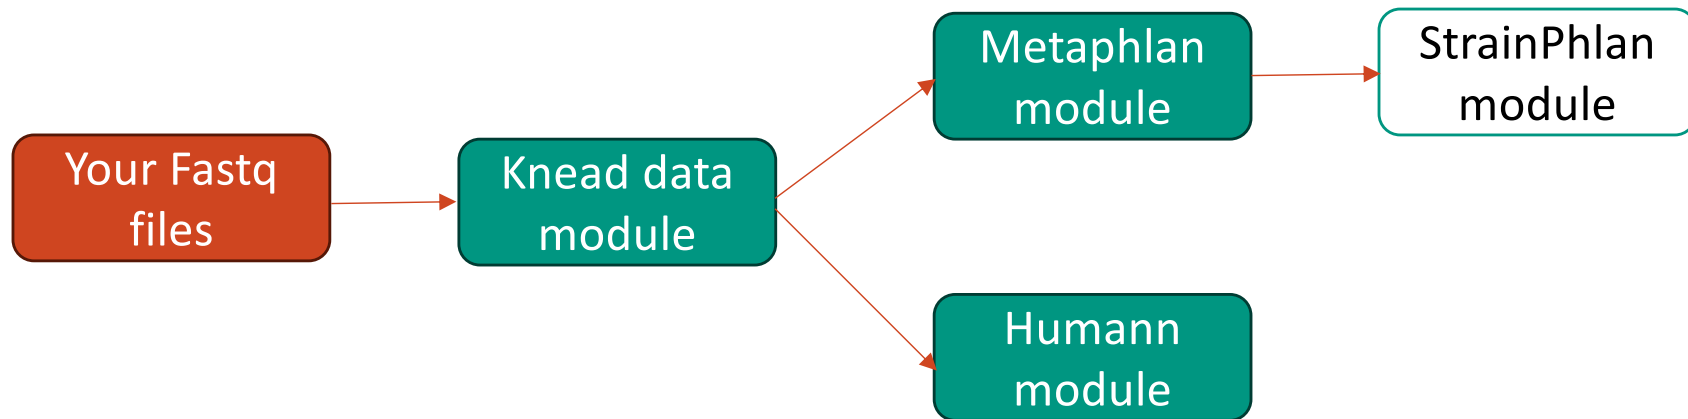 Your Fastq
files
Knead data
module
Metaphlan
module
StrainPhlan
module
Humann
module